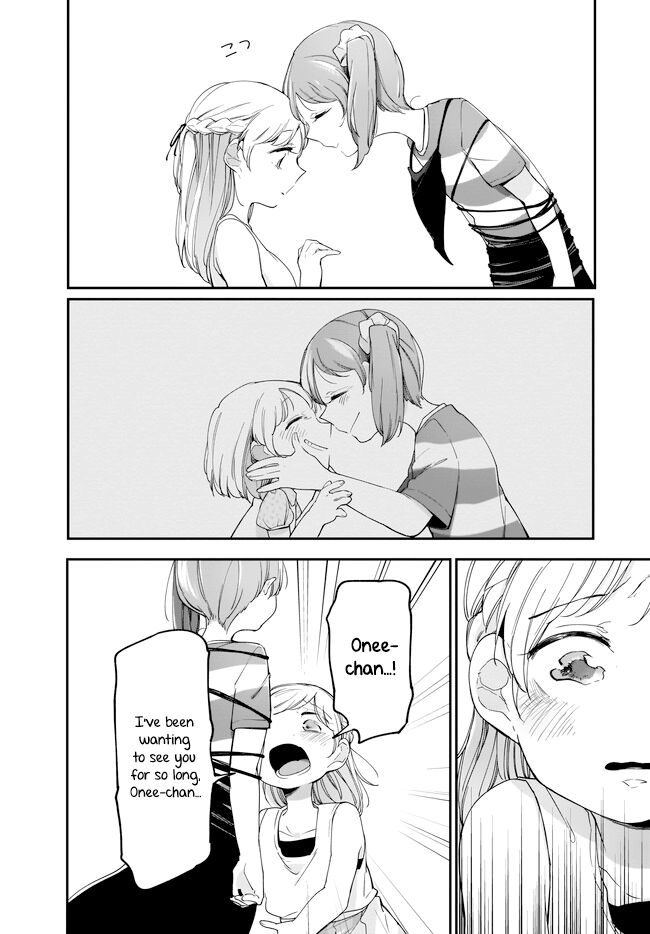 コツ
Onee-
chan...!
I've been
wanting
to see you
for so long,
Onee-chan...